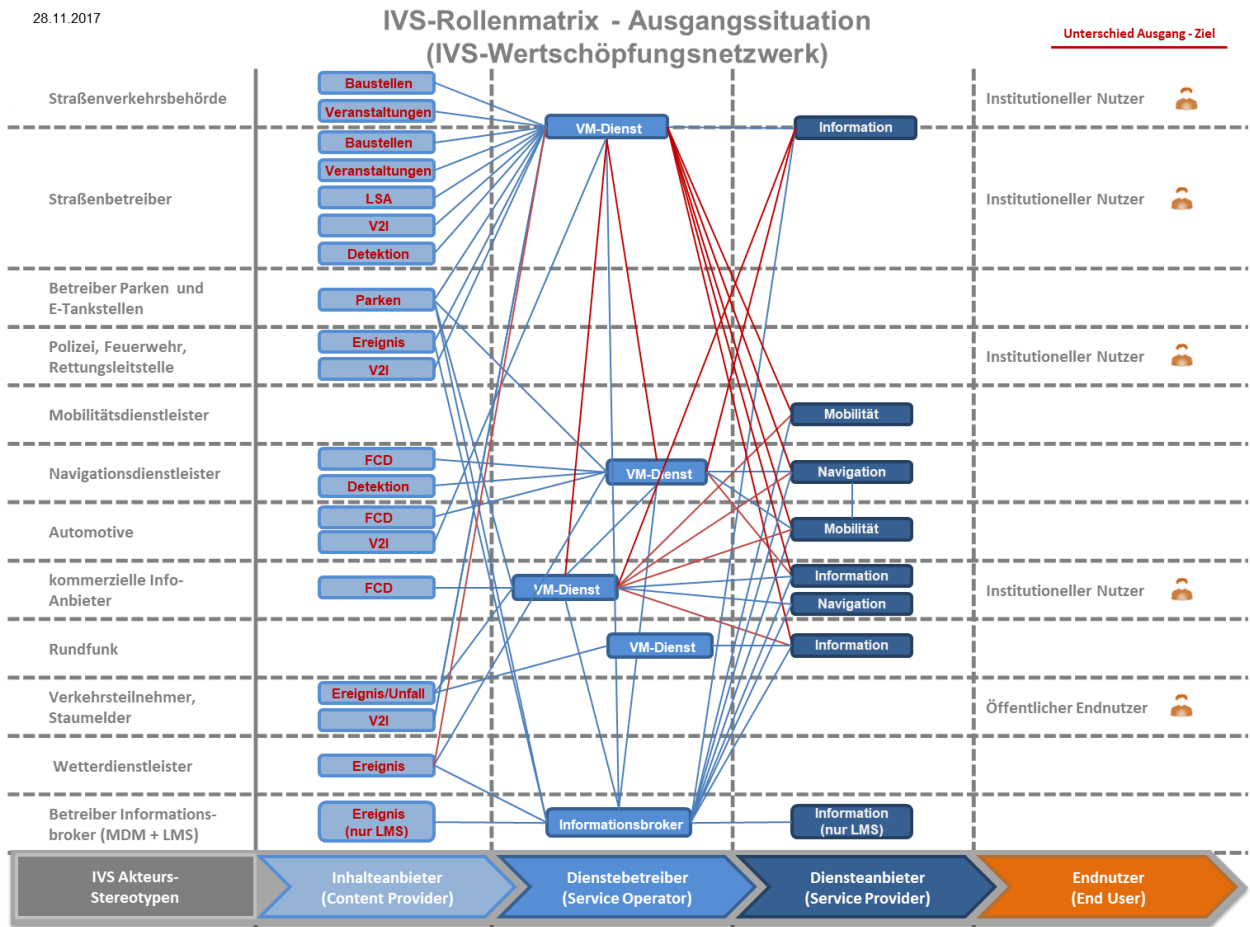 28.11.2017
IVS-Rollenmatrix - Ausgangssituation
(IVS-Wertschöpfungsnetzwerk)
Unterschied Ausgang - Ziel
Straßenverkehrsbehörde
Baustellen
Veranstaltungen
VM-Dienst
Information
Institutioneller Nutzer
Straßenbetreiber
Baustellen
Veranstaltungen
LSA
V2I
Detektion
Institutioneller Nutzer
Betreiber Parken und
E-Tankstellen
Parken
Polizei, Feuerwehr,
Rettungsleitstelle
Ereignis
V2I
Institutioneller Nutzer
Mobilitätsdienstleister
Mobilität
Navigationsdienstleister
FCD
Detektion
VM-Dienst
Navigation
Automotive
FCD
V2I
Mobilität
kommerzielle Info-
Anbieter
FCD
VM-Dienst
Information
Navigation
Institutioneller Nutzer
Rundfunk
VM-Dienst
Information
Verkehrsteilnehmer,
Staumelder
Ereignis/Unfall
V2I
Öffentlicher Endnutzer
Wetterdienstleister
Ereignis
Betreiber Informations-
broker (MDM + LMS)
Ereignis
(nur LMS)
Informationsbroker
Information
(nur LMS)
IVS Akteurs-
Stereotypen
Inhalteanbieter
(Content Provider)
Dienstebetreiber
(Service Operator)
Diensteanbieter
(Service Provider)
Endnutzer
(End User)